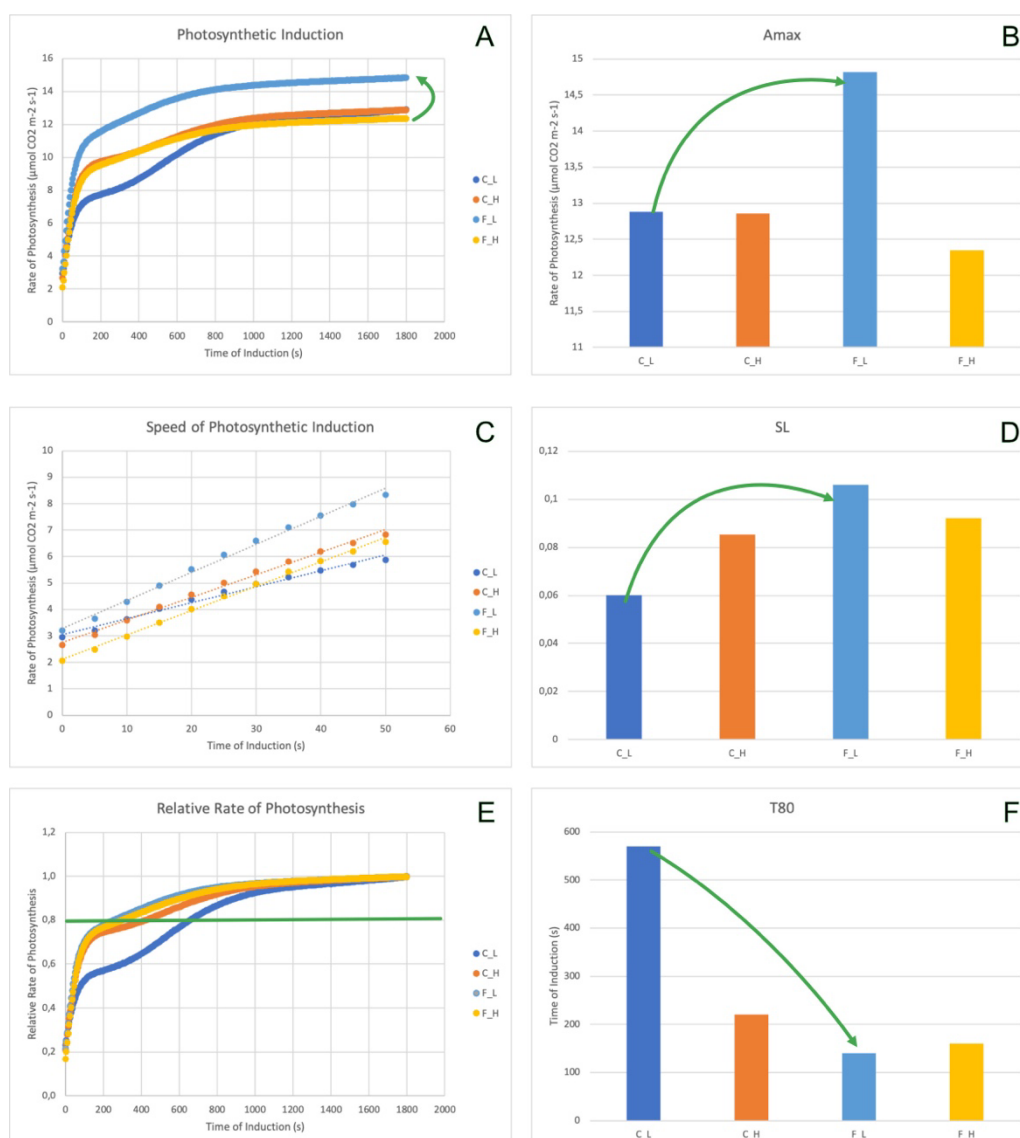 Photosynthetic Induction
A
Rate of Photosynthesis (µmol CO2 m-2 s-1)
16
14
12
10
8
6
4
2
0
0 200 400 600 800 1000 1200 1400 1600 1800 2000
Time of Induction (s)
C_L
C_H
F_L
F_H
Amax
B
Rate of Photosynthesis (µmol CO2 m-2 s-1)
15
14,5
14
13,5
13
12,5
12
11,5
11
C_L C_H F_L F_H
Speed of Photosynthetic Induction
C
Rate of Photosynthesis (µmol CO2 m-2 s-1)
10
9
8
7
6
5
4
3
2
1
0
0 10 20 30 40 50 60
Time of Induction (s)
C_L
C_H
F_L
F_H
SL
D
0,12
0,1
0,08
0,06
0,04
0,02
0
C_L C_H F_L F_H
Relative Rate of Photosynthesis
E
Relative Rate of Photosynthesis
1,2
1,0
0,8
0,6
0,4
0,2
0,0
0 200 400 600 800 1000 1200 1400 1600 1800 2000
Time of Induction (s)
C_L
C_H
F_L
F_H
T80
F
Time of Induction (s)
600
500
400
300
200
100
0
C_L C_H F_L F_H